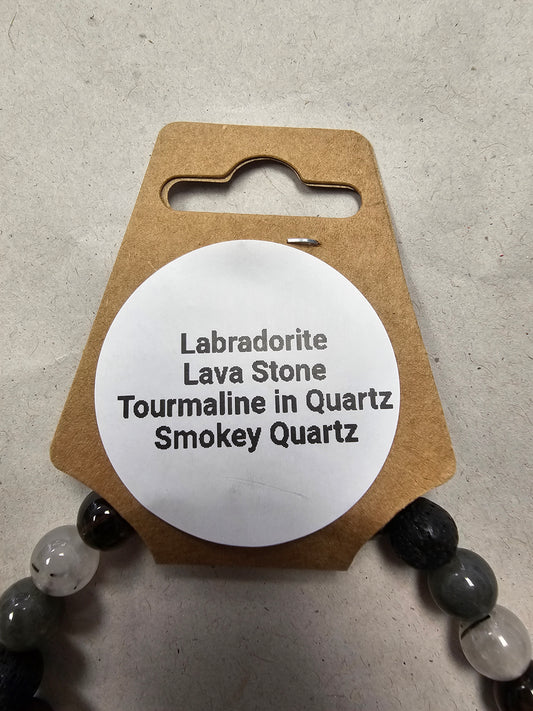 Labradorite
Lava Stone
Tourmaline in Quartz
Smokey Quartz